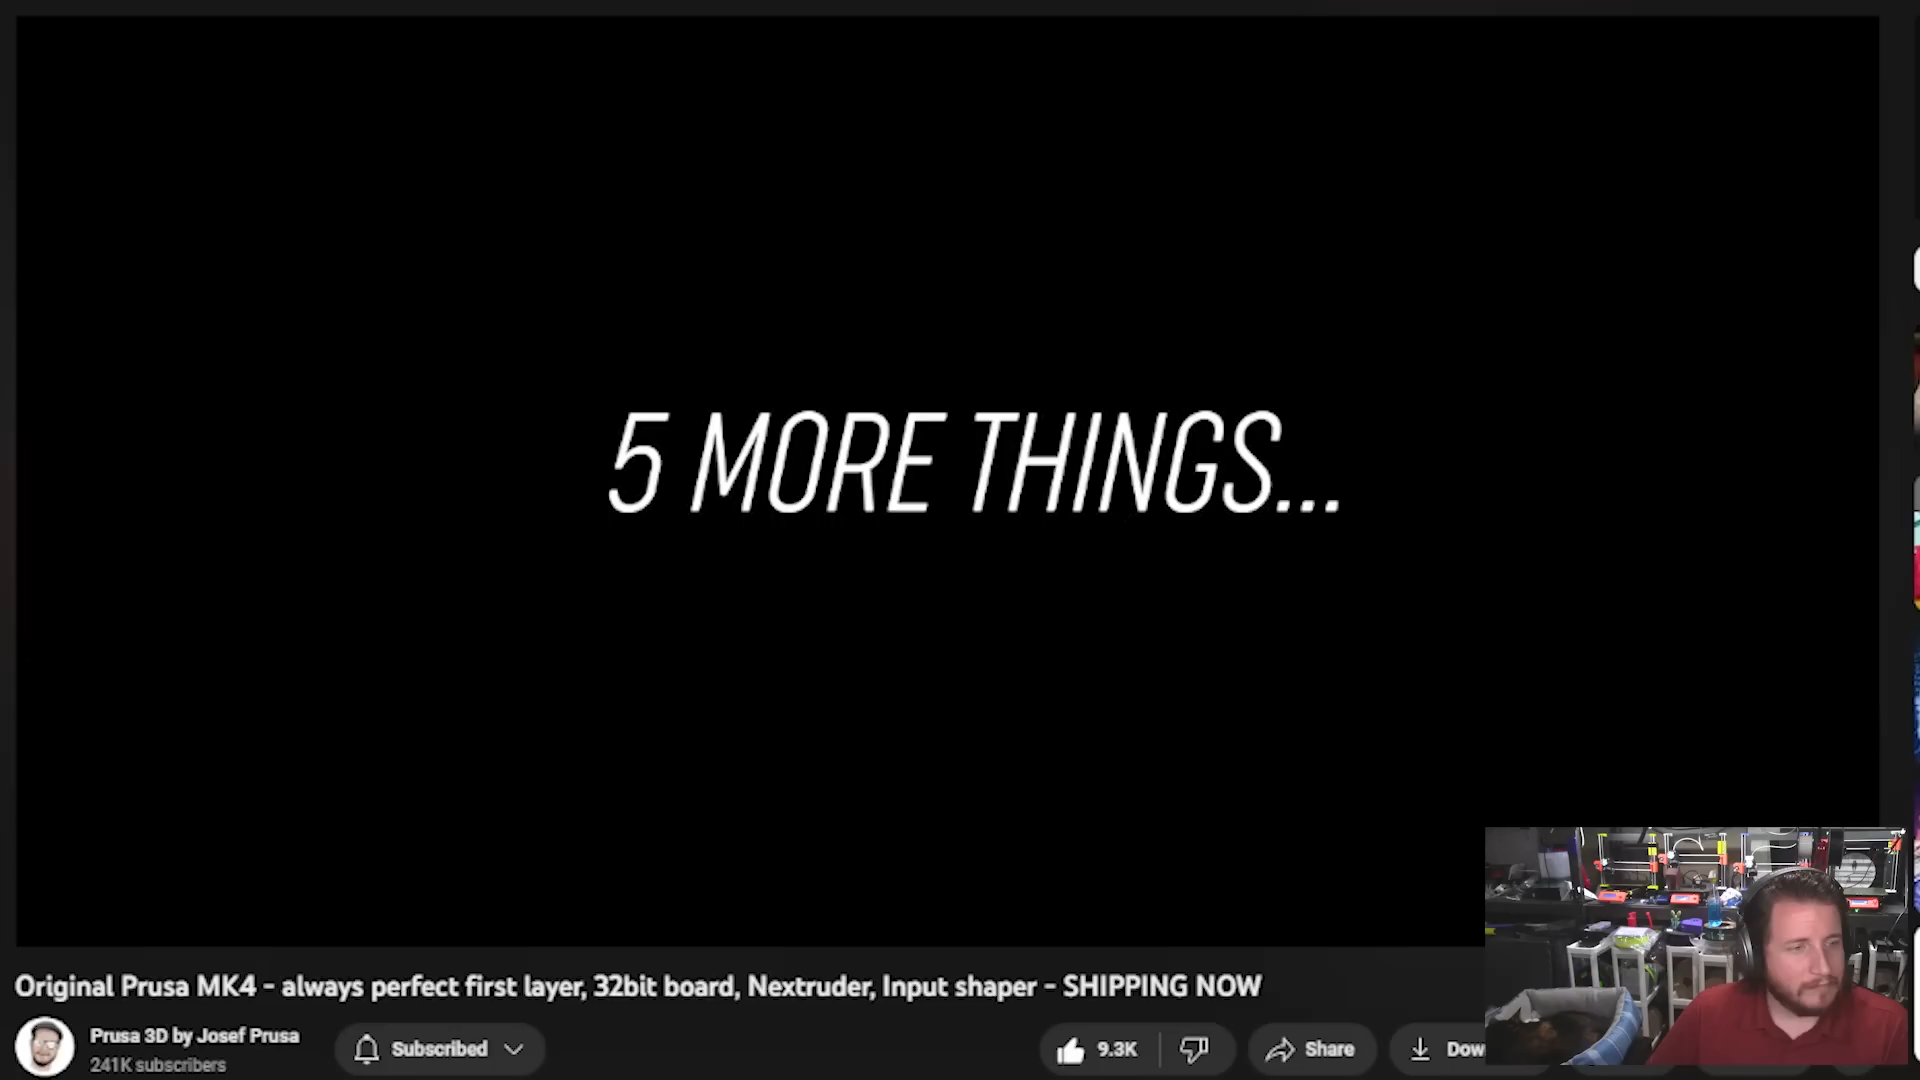 5 MORE THINGS...
Original Prusa MK4 - always perfect first layer, 32bit board, Nextruder, Input shaper - SHIPPING NOW
Prusa 3D by Josef Prusa
241K subscribers
Subscribed
9.3K
Share
Dow